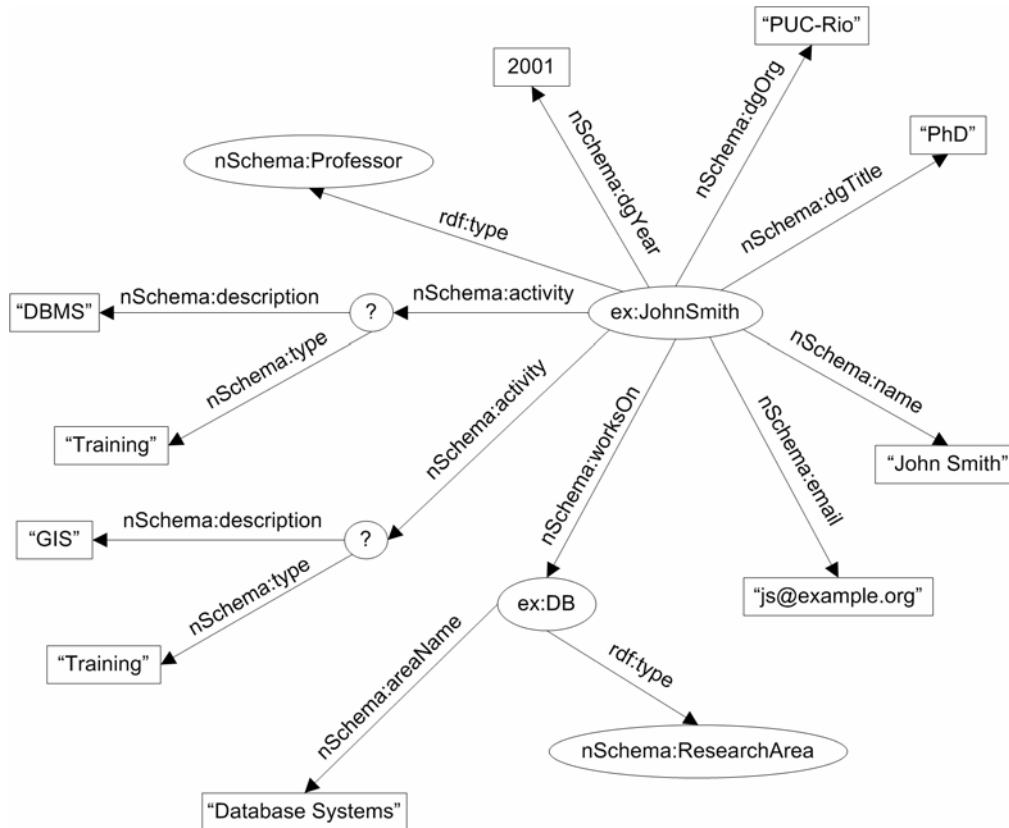 “PUC-Rio”
2001
nSchema:dgOrg
nSchema:dgYear
“PhD”
nSchema:dgTitle
nSchema:Professor
rdf:type
nSchema:description
nSchema:activity
“DBMS”
?
ex:JohnSmith
nSchema:type
nSchema:name
nSchema:activity
nSchema:worksOn
nSchema:email
“Training”
“John Smith”
nSchema:description
“GIS”
?
nSchema:type
ex:DB
“js@example.org”
“Training”
nSchema:areaName
rdf:type
nSchema:ResearchArea
“Database Systems”